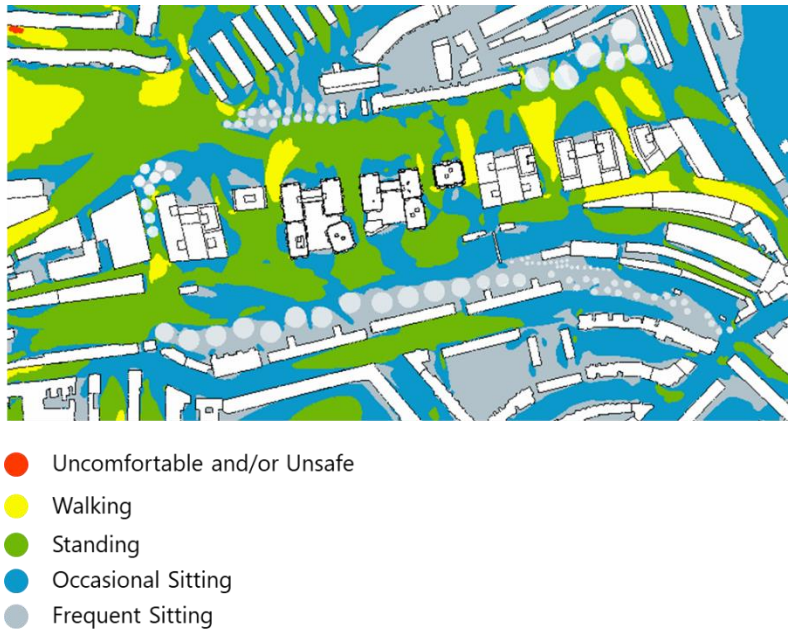 Uncomfortable and/or Unsafe
Walking
Standing
Occasional Sitting
Frequent Sitting